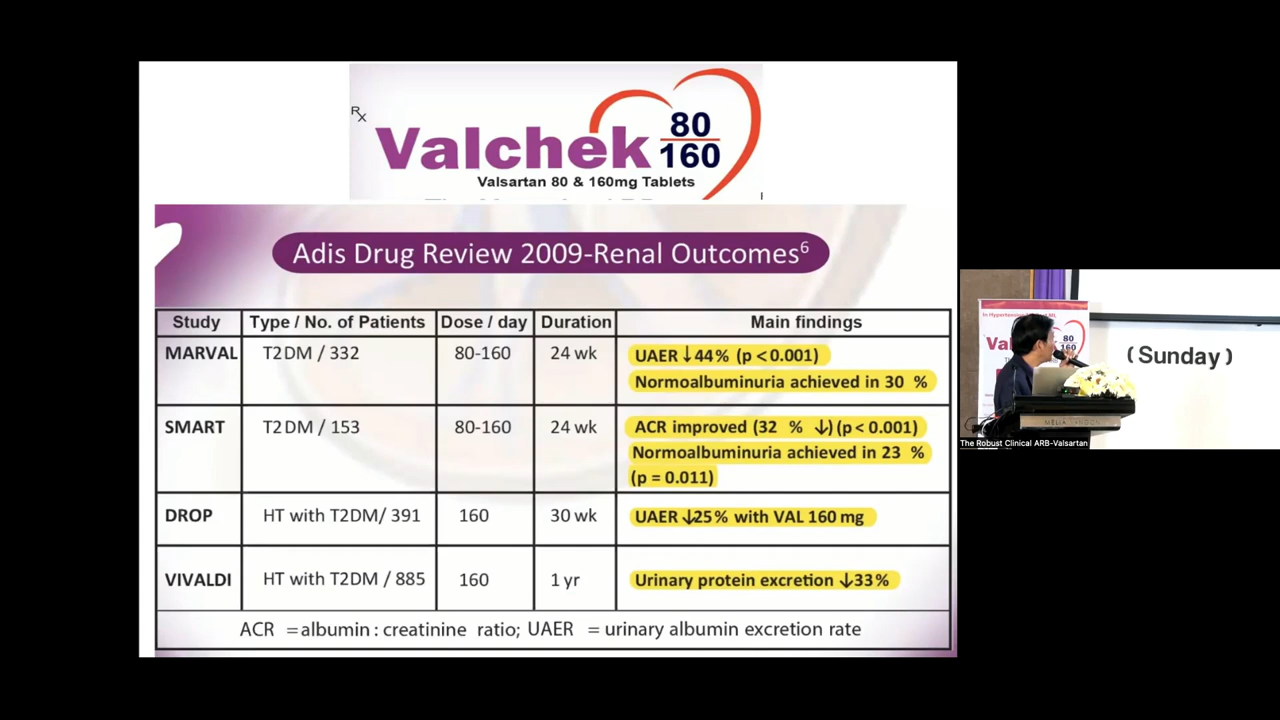 Rx
Valchek 80
160
Valsartan 80 & 160mg Tablets
Adis Drug Review 2009-Renal Outcomes6
Study Type / No. of Patients Dose / day Duration Main findings
MARVAL T2DM / 332 80-160 24 wk UAER ↓ 44% (p < 0.001)
Normoalbuminuria achieved in 30 %
SMART T2DM / 153 80-160 24 wk ACR improved (32 % ↓) (p < 0.001)
Normoalbuminuria achieved in 23 %
(p = 0.011)
DROP HT with T2DM/ 391 160 30 wk UAER ↓25% with VAL 160 mg
VIVALDI HT with T2DM / 885 160 1 yr Urinary protein excretion ↓33%
ACR = albumin : creatinine ratio; UAER = urinary albumin excretion rate
80
160
(Sunday)
The Robust Clinical ARB-Valsartan